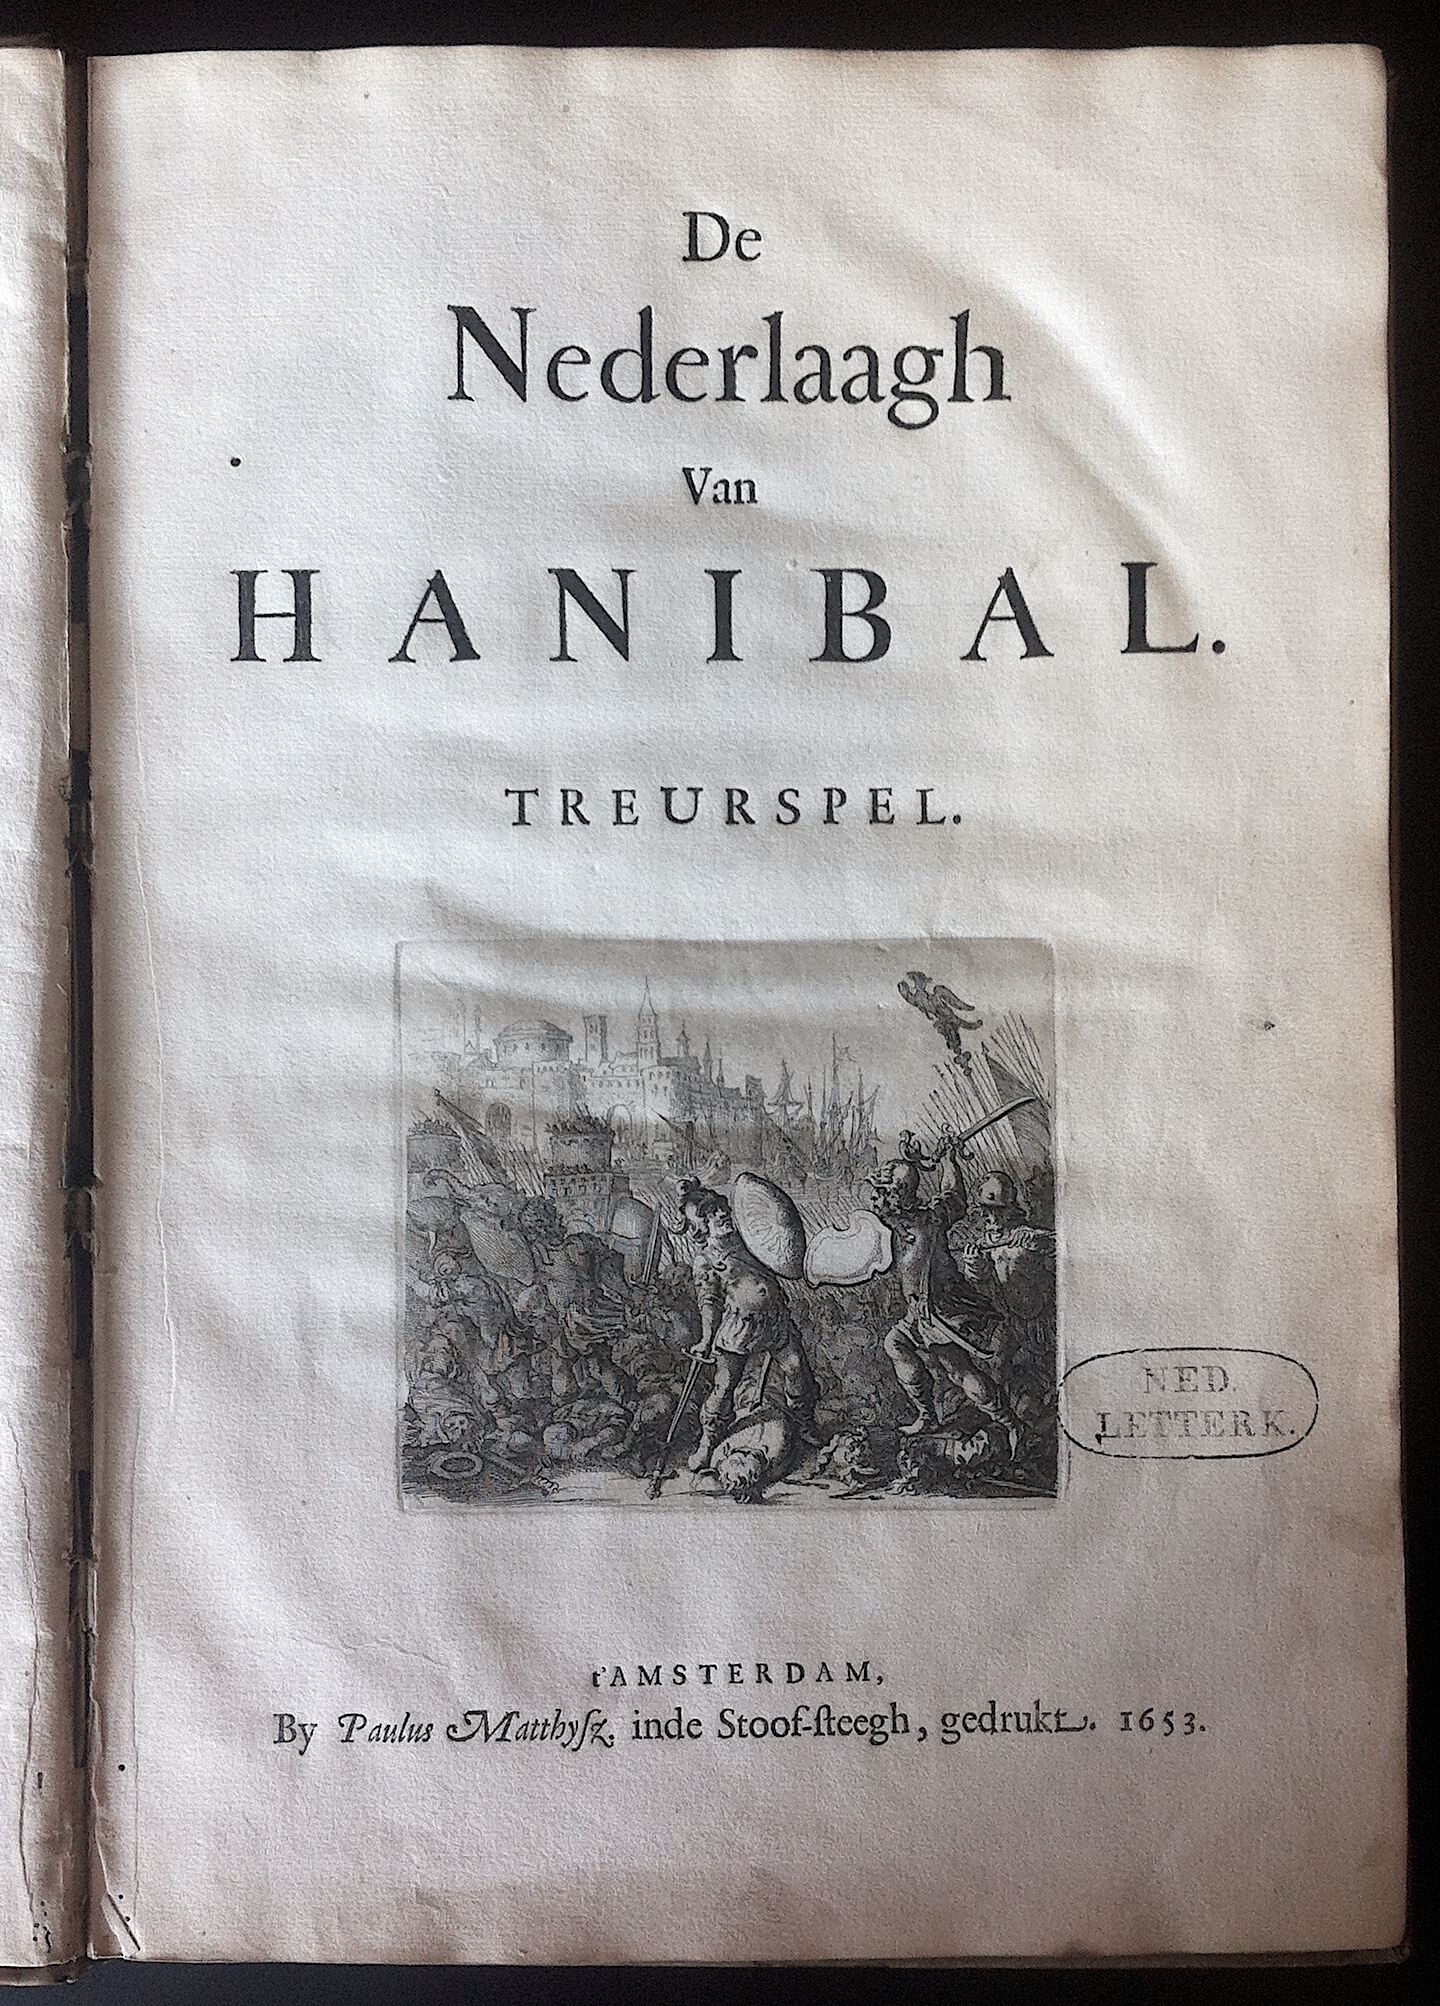 De
Nederlaagh
Van
HANIBAL.
TREURSPEL.
NED.
LETTERK.
t'AMSTERDAM,
By Paulus Matthyſz. inde Stoof-ſteegh, gedrukt. 1653.